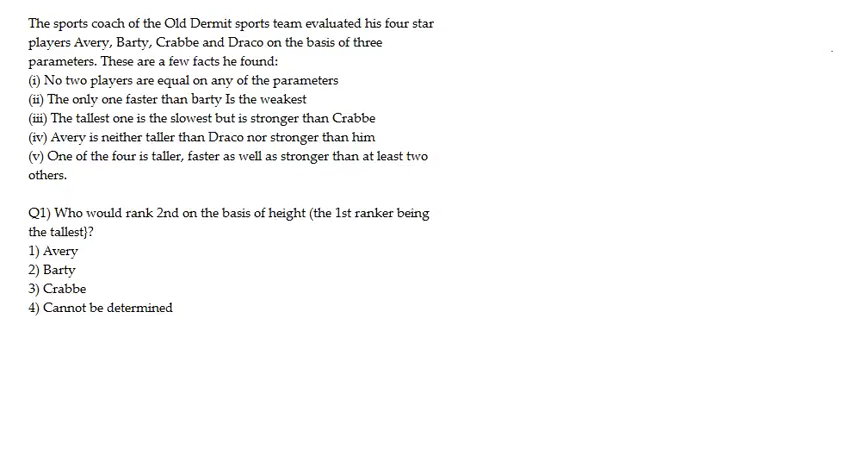 The sports coach of the Old Dermit sports team evaluated his four star
players Avery, Barty, Crabbe and Draco on the basis of three
parameters. These are a few facts he found:
(i) No two players are equal on any of the parameters
(ii) The only one faster than barty Is the weakest
(iii) The tallest one is the slowest but is stronger than Crabbe
(iv) Avery is neither taller than Draco nor stronger than him
(v) One of the four is taller, faster as well as stronger than at least two
others.
Q1) Who would rank 2nd on the basis of height (the 1st ranker being
the tallest}?
1) Avery
2) Barty
3) Crabbe
4) Cannot be determined